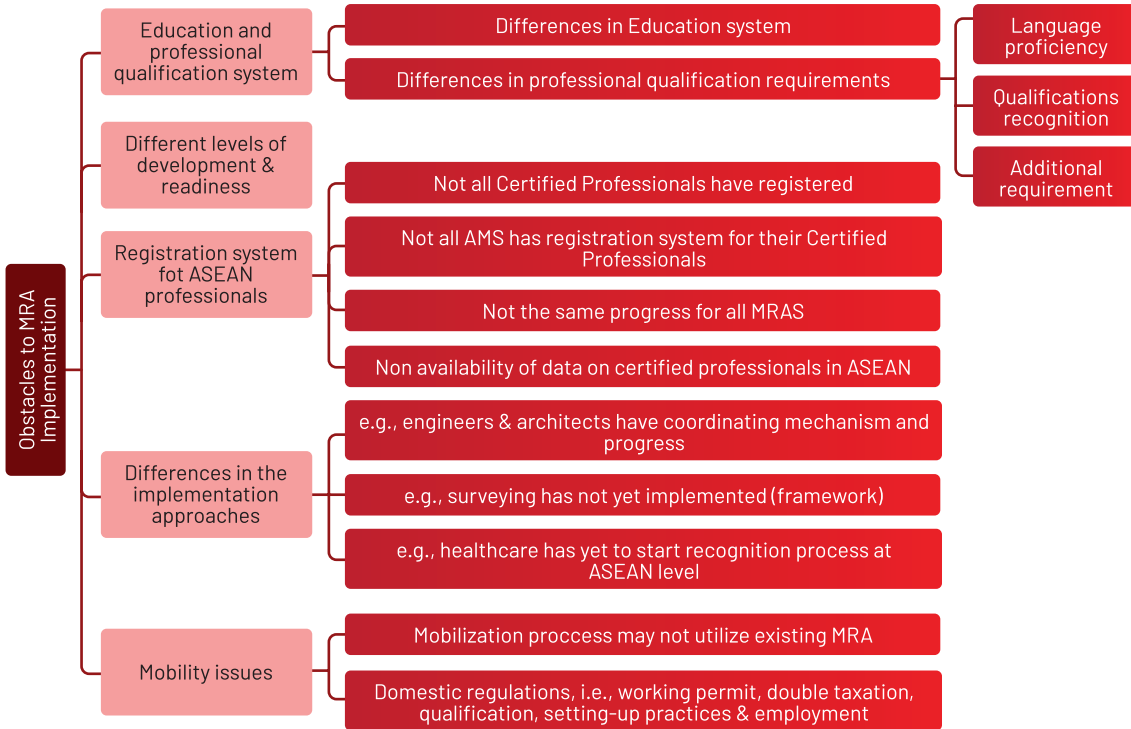 Obstacles to MRA
Implementation
Education and
professional
qualification system
Differences in Education system
Differences in professional qualification requirements
Language
proficiency
Qualifications
recognition
Additional
requirement
Different levels of
development &
readiness
Registration system
fot ASEAN
professionals
Not all Certified Professionals have registered
Not all AMS has registration system for their Certified
Professionals
Not the same progress for all MRAS
Non availability of data on certified professionals in ASEAN
Differences in the
implementation
approaches
e.g., engineers & architects have coordinating mechanism and
progress
e.g., surveying has not yet implemented (framework)
e.g., healthcare has yet to start recognition process at
ASEAN level
Mobility issues
Mobilization proccess may not utilize existing MRA
Domestic regulations, i.e., working permit, double taxation,
qualification, setting-up practices & employment